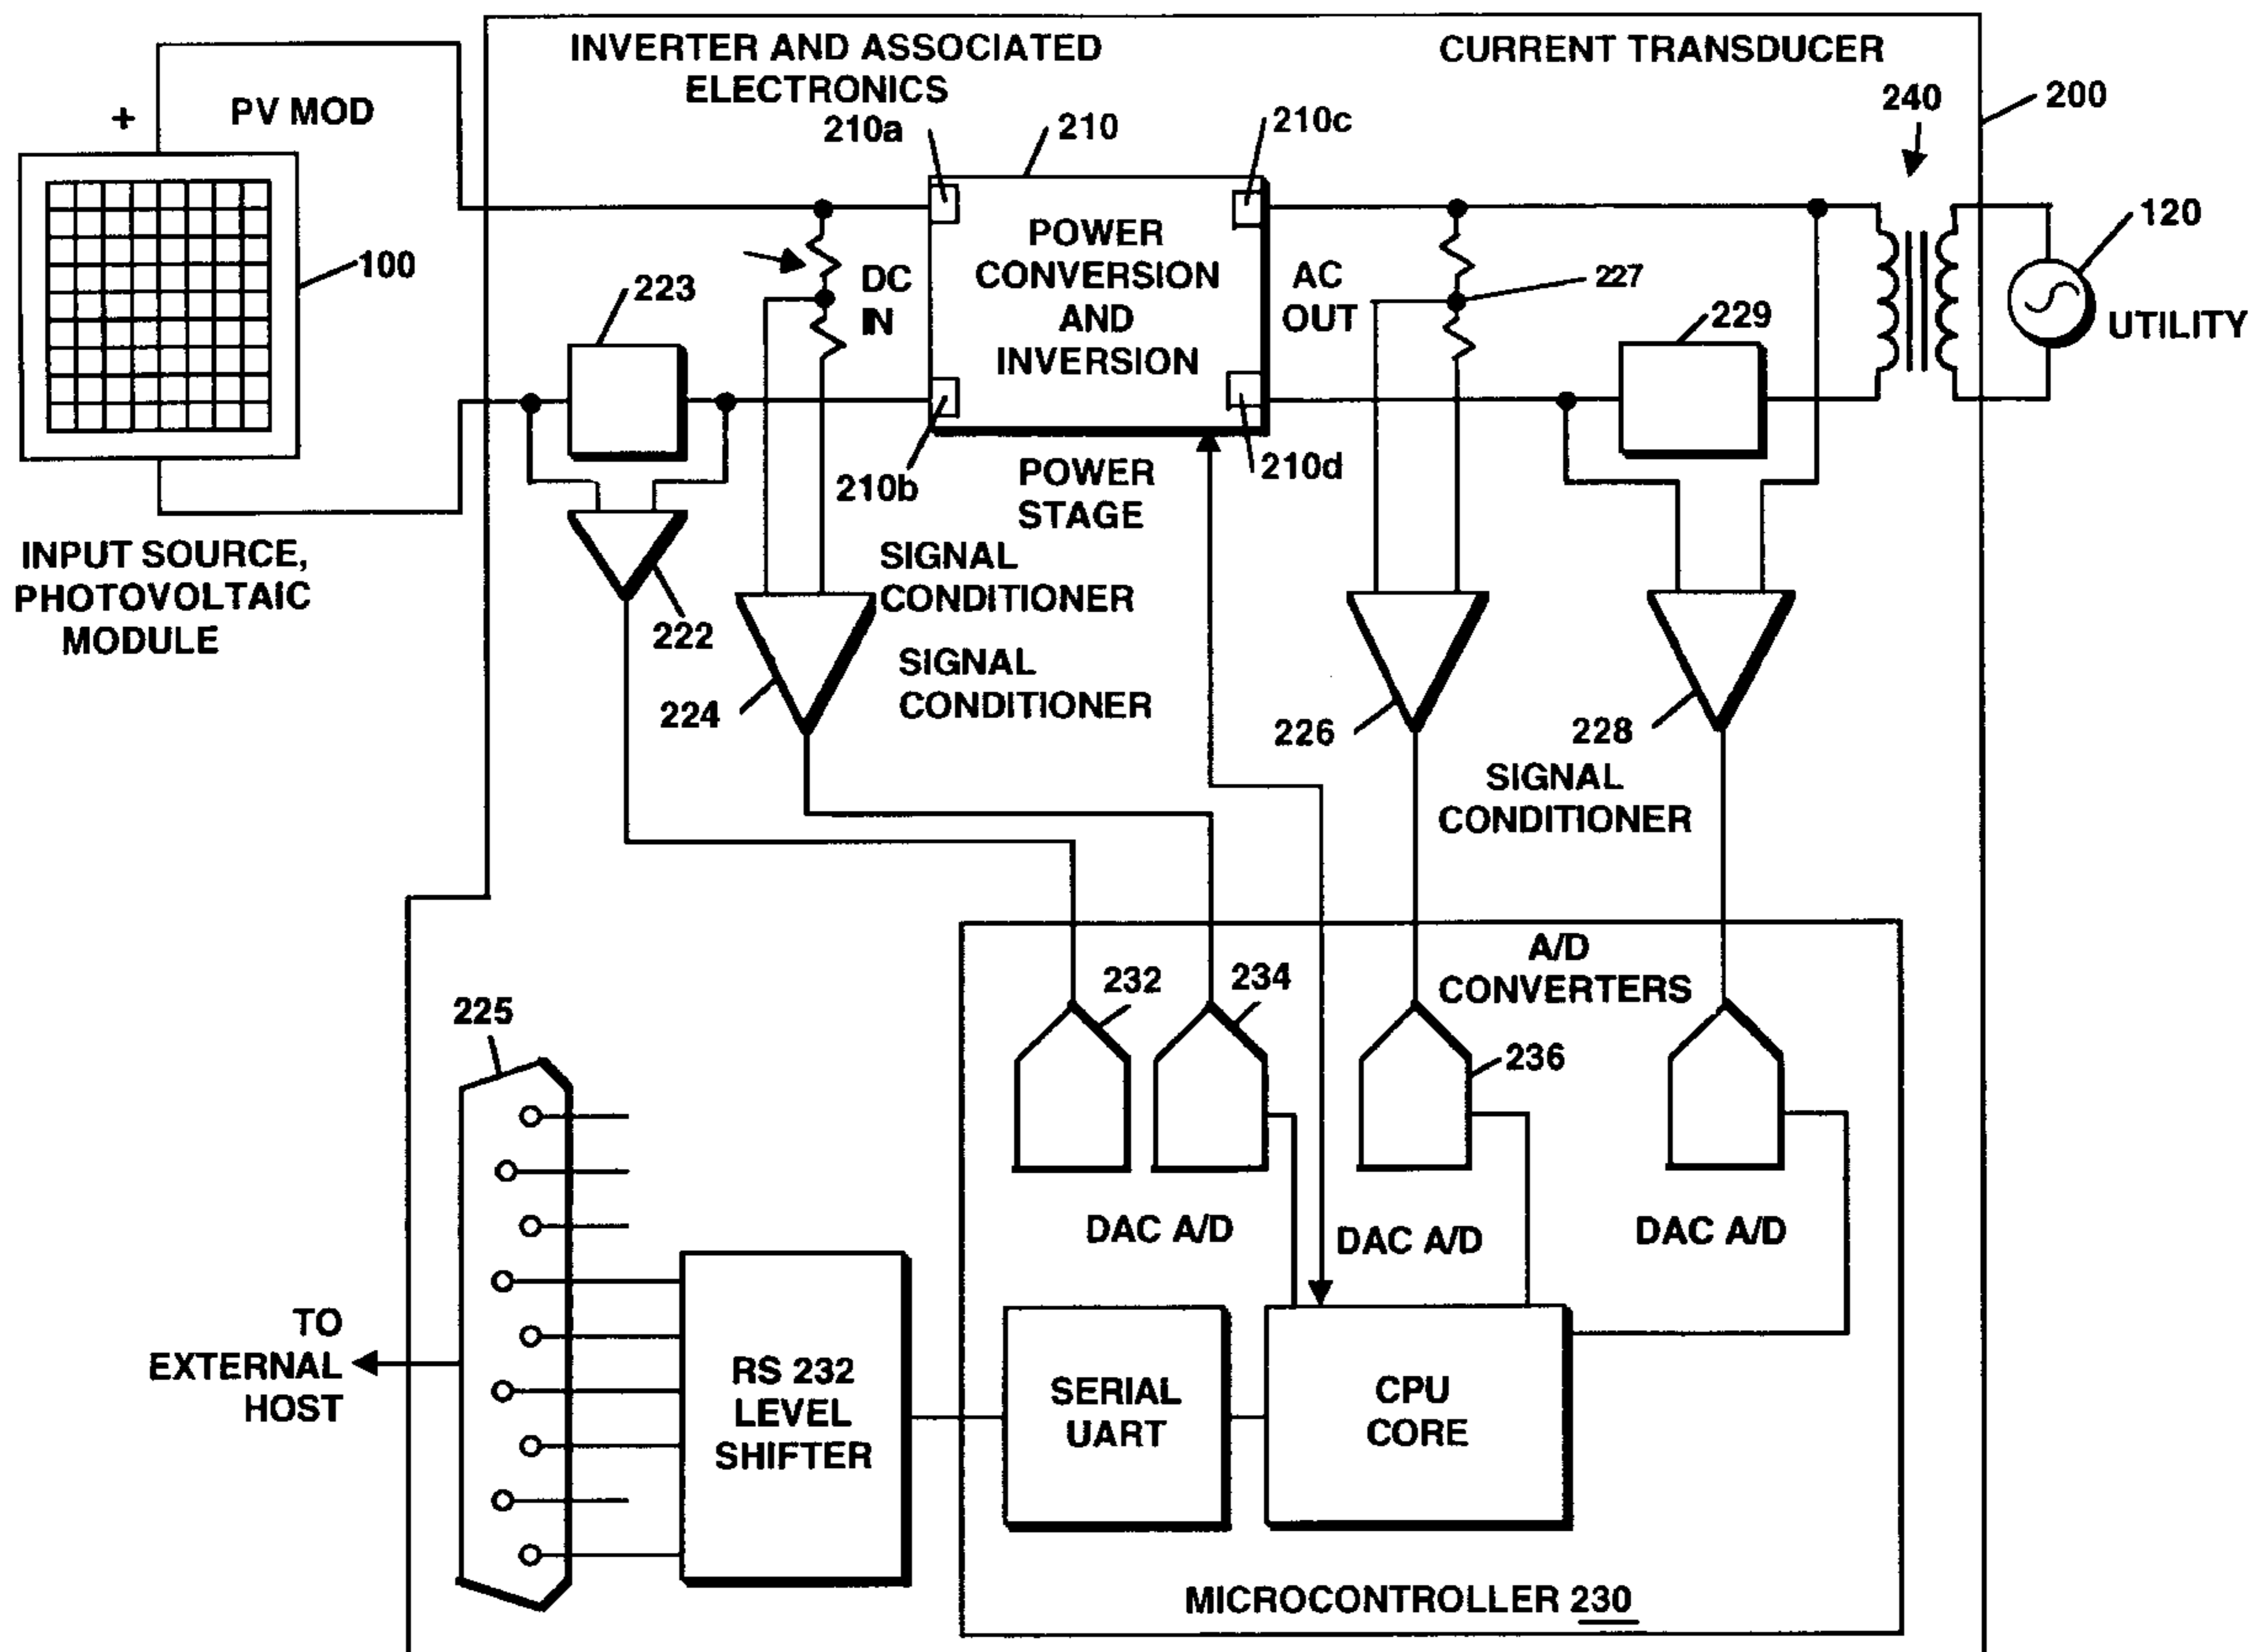 INVERTER AND ASSOCIATED
ELECTRONICS
CURRENT TRANSDUCER
+
PV MOD
240
200
210a
210
210c
100
223
DC
IN
POWER
CONVERSION
AND
INVERSION
AC
OUT
227
229
120
UTILITY
210b
POWER
STAGE
210d
INPUT SOURCE,
PHOTOVOLTAIC
MODULE
222
SIGNAL
CONDITIONER
224
SIGNAL
CONDITIONER
226
228
SIGNAL
CONDITIONER
A/D
CONVERTERS
232
234
236
225
DAC A/D
DAC A/D
DAC A/D
TO
EXTERNAL
HOST
RS 232
LEVEL
SHIFTER
SERIAL
UART
CPU
CORE
MICROCONTROLLER 230